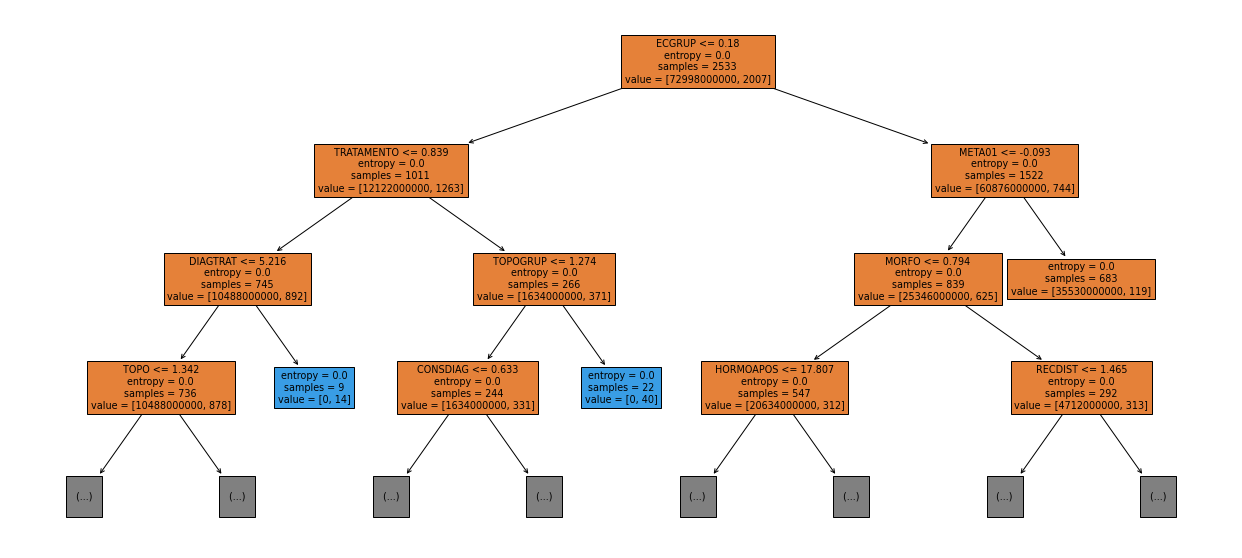 ECGRUP <= 0.18
entropy = 0.0
samples = 2533
value = [72998000000, 2007]
TRATAMENTO <= 0.839
entropy = 0.0
samples = 1011
value = [12122000000, 1263]
META01 <= -0.093
entropy = 0.0
samples = 1522
value = [60876000000, 744]
DIAGTRAT <= 5.216
entropy = 0.0
samples = 745
value = [10488000000, 892]
TOPOGRUP <= 1.274
entropy = 0.0
samples = 266
value = [1634000000, 371]
MORFO <= 0.794
entropy = 0.0
samples = 839
value = [25346000000, 625]
entropy = 0.0
samples = 683
value = [35530000000, 119]
TOPO <= 1.342
entropy = 0.0
samples = 736
value = [10488000000, 878]
entropy = 0.0
samples = 9
value = [0, 14]
CONSDIAG <= 0.633
entropy = 0.0
samples = 244
value = [1634000000, 331]
entropy = 0.0
samples = 22
value = [0, 40]
HORMOAPOS <= 17.807
entropy = 0.0
samples = 547
value = [20634000000, 312]
RECDIST <= 1.465
entropy = 0.0
samples = 292
value = [4712000000, 313]
(...)
(...)
(...)
(...)
(...)
(...)
(...)
(...)